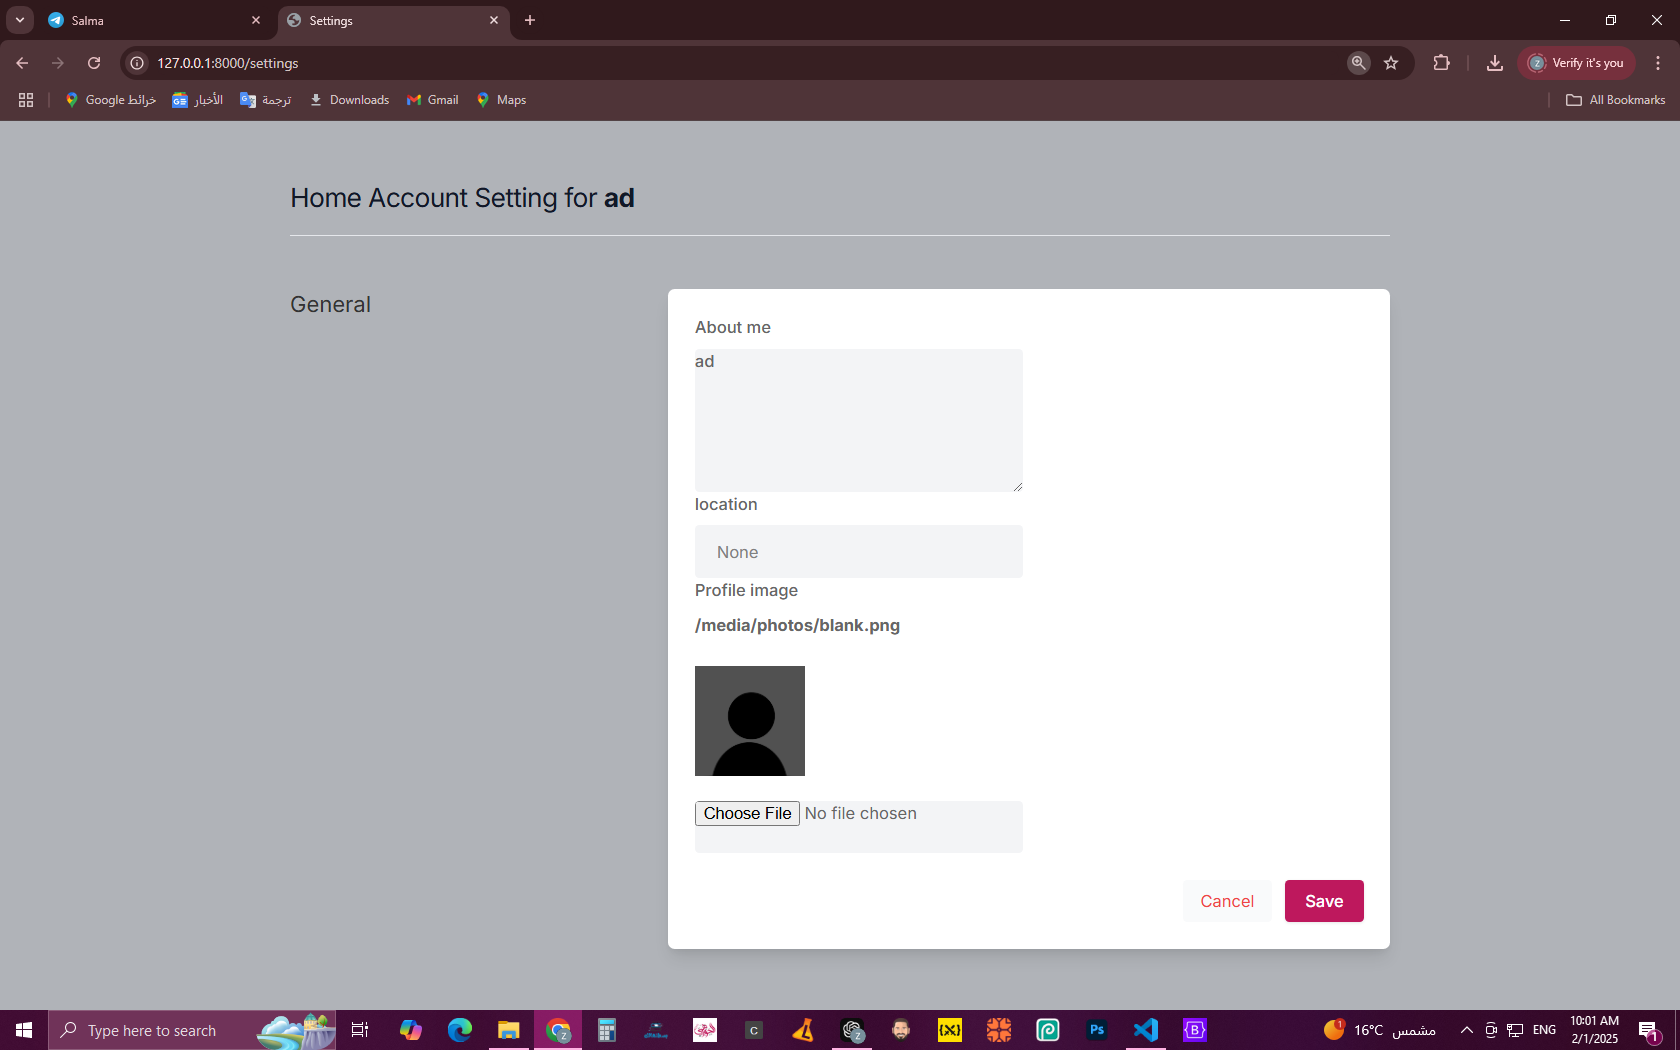 Salma
Settings
127.0.0.1:8000/settings
Verify it's you
خرائط Google
الأخبار
ترجمة
Downloads
Gmail
Maps
All Bookmarks
Home Account Setting for ad
General
About me
ad
location
None
Profile image
/media/photos/blank.png
Choose File No file chosen
Cancel
Save
Type here to search
16°C مشمس
ENG
10:01 AM
2/1/2025